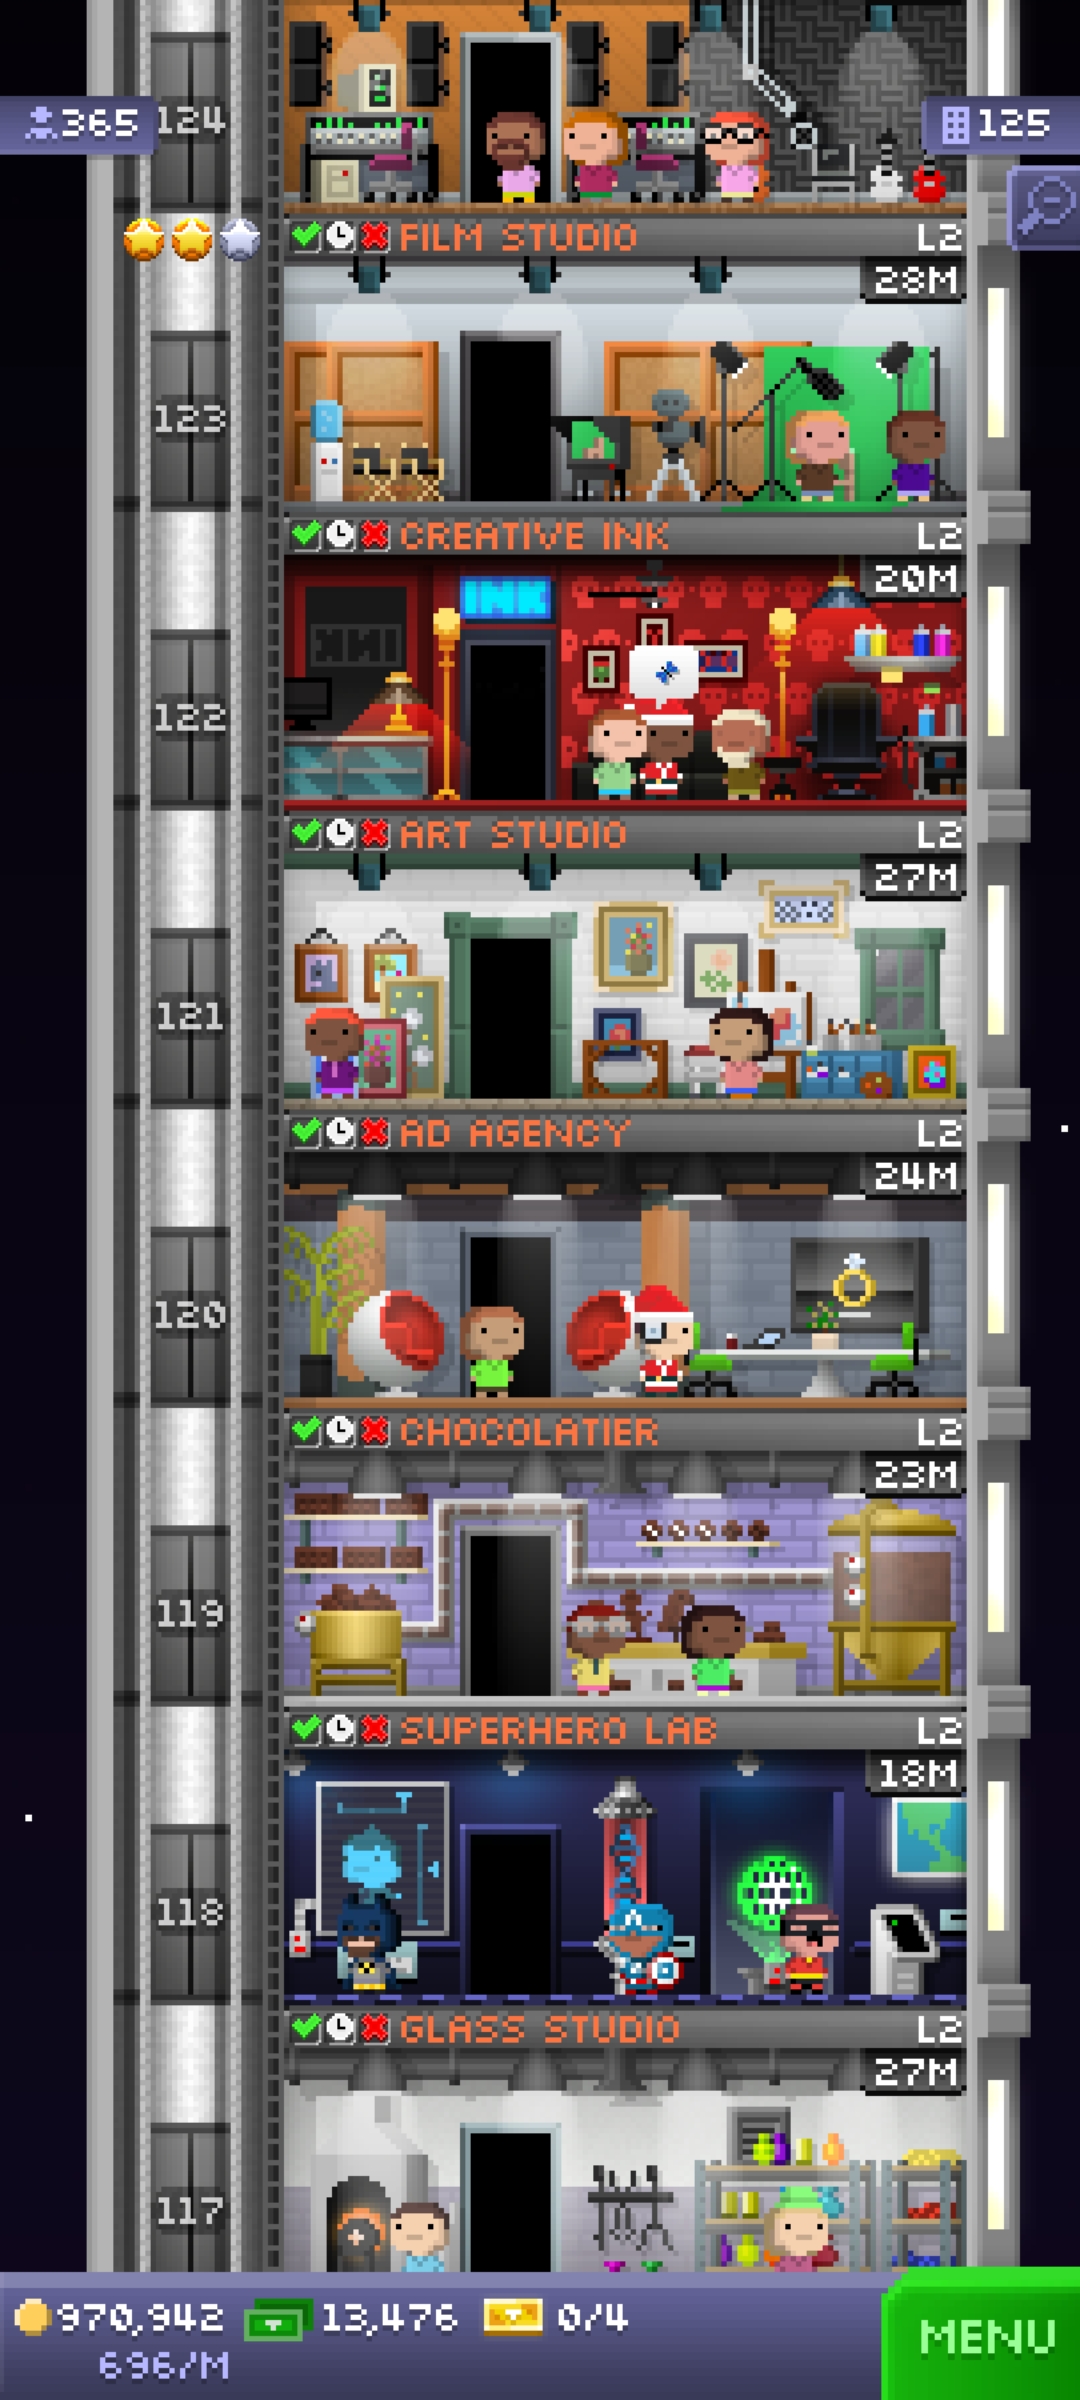 124
365
125
FILM STUDIO L2
28M
123
CREATIVE INK L2
20M
INK
122
ART STUDIO L2
27M
121
AD AGENCY L2
24M
120
CHOCOLATIER L2
23M
119
SUPERHERO LAB L2
18M
118
GLASS STUDIO L2
27M
117
970,942 13,476 0/4
696/M
MENU